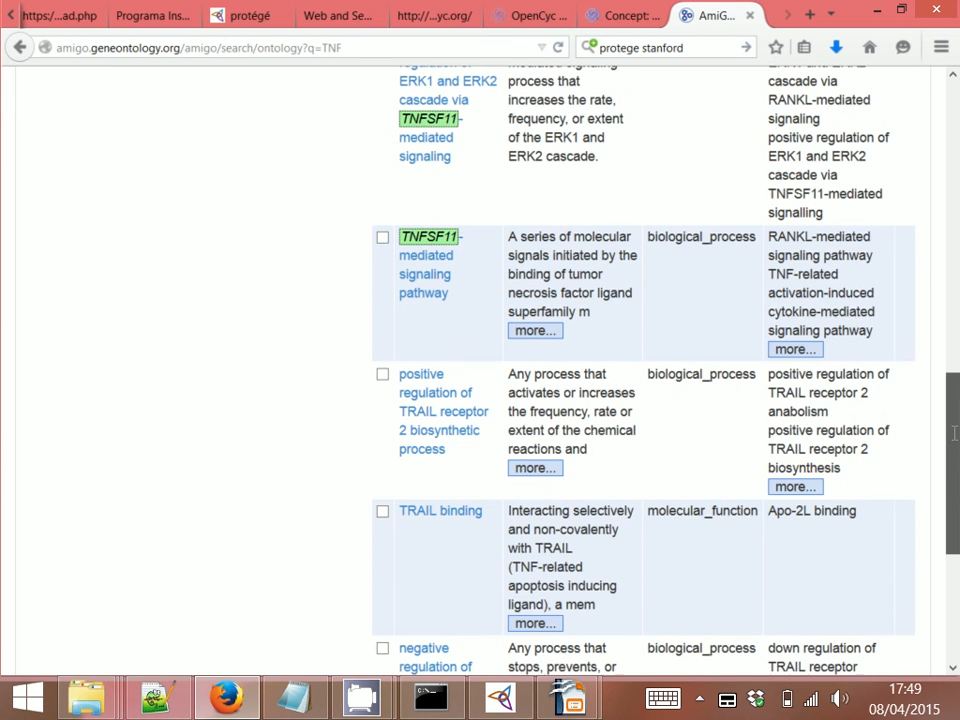 https:/...ad.php
Programa Ins...
protégé
Web and Se...
http:/...yc.org/
OpenCyc ...
Concept: ...
AmiG...
amigo.geneontology.org/amigo/search/ontology?q=TNF
protege stanford
ERK1 and ERK2
cascade via
TNFSF11-
mediated
signaling
process that
increases the rate,
frequency, or extent
of the ERK1 and
ERK2 cascade.
cascade via
RANKL-mediated
signaling
positive regulation of
ERK1 and ERK2
cascade via
TNFSF11-mediated
signalling
TNFSF11-
mediated
signaling
pathway
A series of molecular
signals initiated by the
binding of tumor
necrosis factor ligand
superfamily m
more...
biological_process
RANKL-mediated
signaling pathway
TNF-related
activation-induced
cytokine-mediated
signaling pathway
more...
positive
regulation of
TRAIL receptor
2 biosynthetic
process
Any process that
activates or increases
the frequency, rate or
extent of the chemical
reactions and
more...
biological_process
positive regulation of
TRAIL receptor 2
anabolism
positive regulation of
TRAIL receptor 2
biosynthesis
more...
TRAIL binding
Interacting selectively
and non-covalently
with TRAIL
(TNF-related
apoptosis inducing
ligand), a mem
more...
molecular_function
Apo-2L binding
negative
regulation of
Any process that
stops, prevents, or
biological_process
down regulation of
TRAIL receptor
17:49
08/04/2015